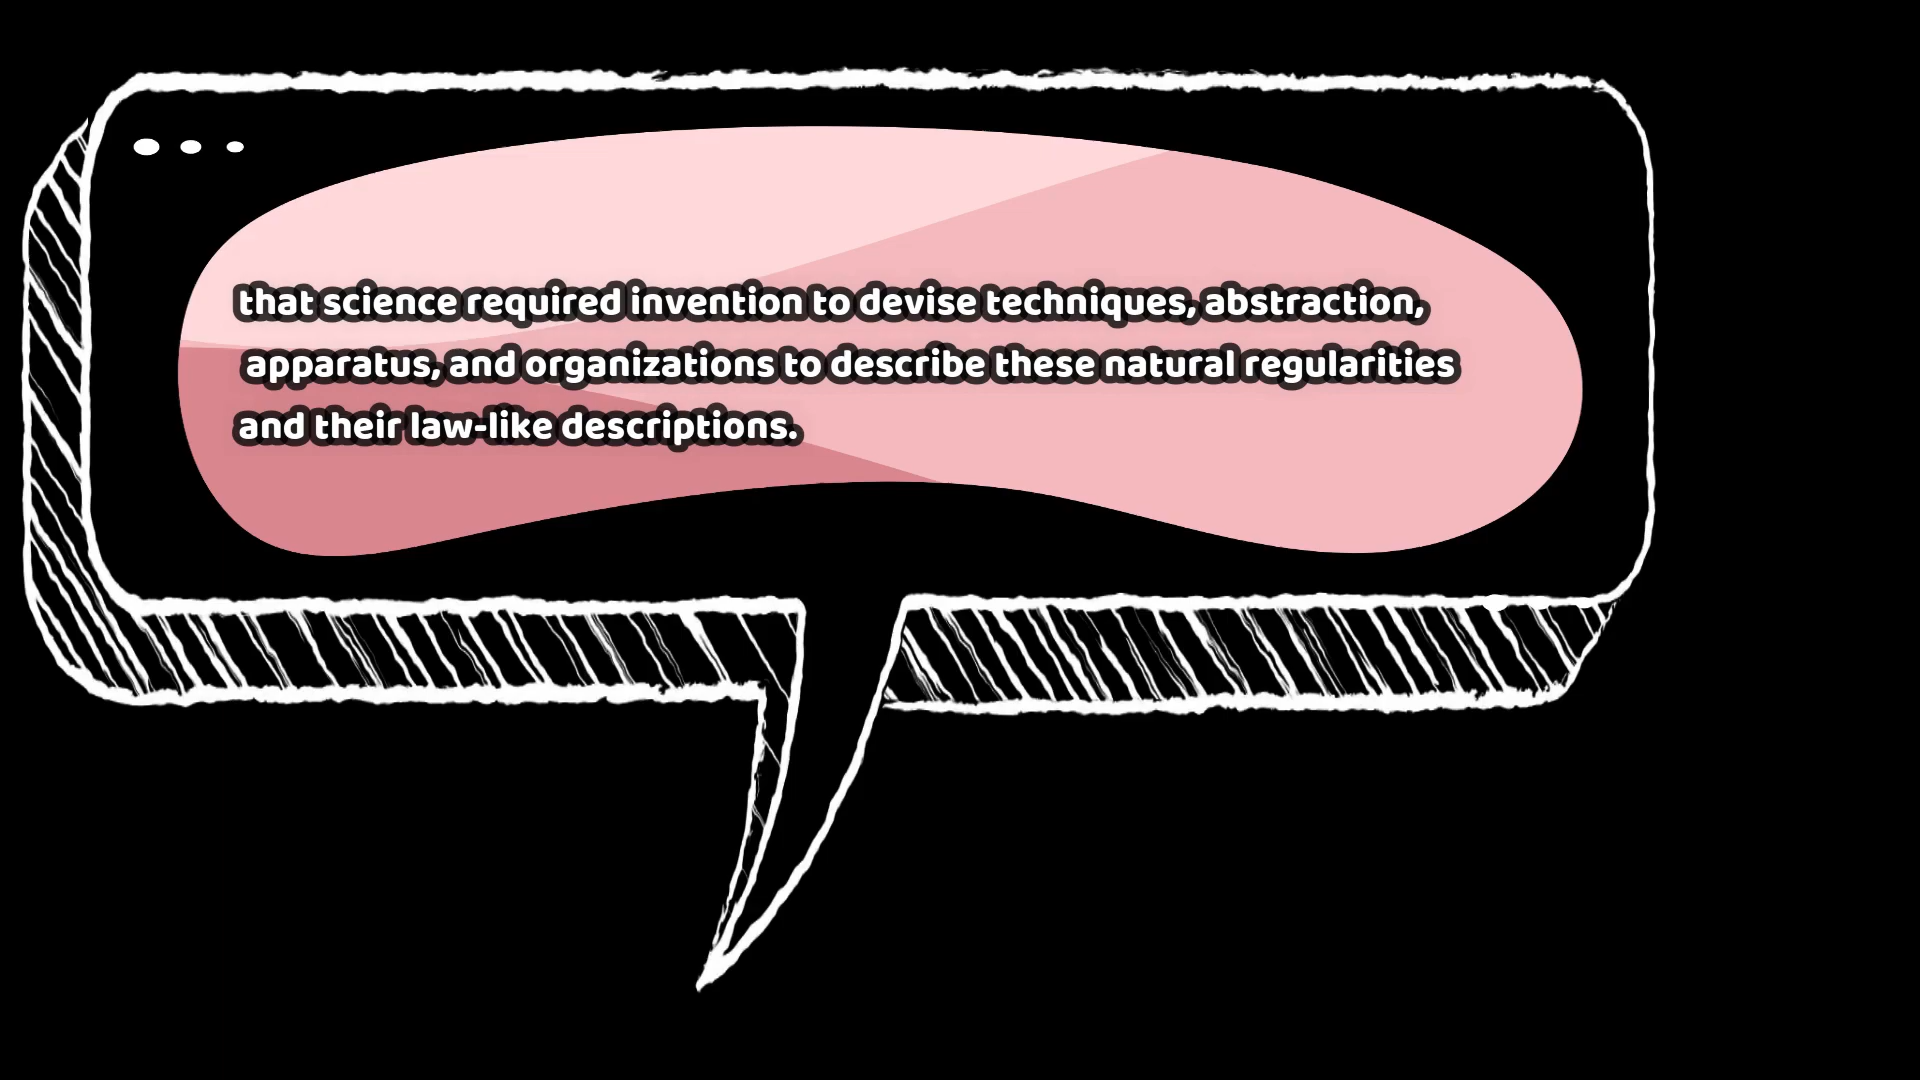 that science required invention to devise techniques, abstraction,
apparatus, and organizations to describe these natural regularities
and their law-like descriptions.